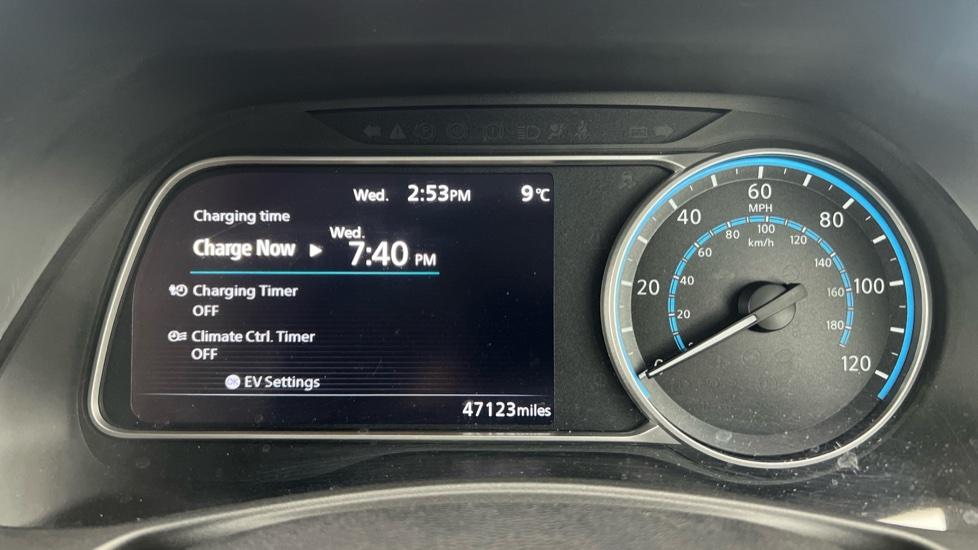 Wed. 2:53PM 9°C
Charging time
Charge Now ▶ Wed. 7:40 PM
Charging Timer
OFF
Climate Ctrl. Timer
OFF
OK EV Settings
47123miles
0 20 40 60 80 100 120
MPH
20 40 60 80 100 120 140 160 180
km/h